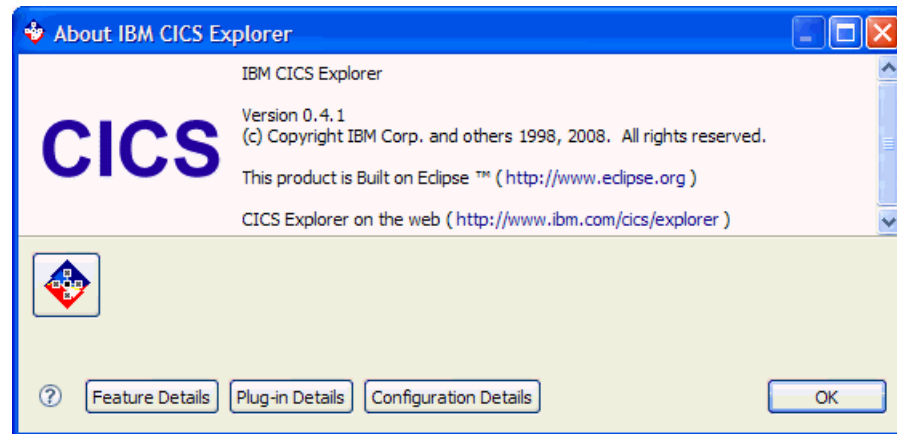 About IBM CICS Explorer
IBM CICS Explorer
CICS
Version 0.4.1
(c) Copyright IBM Corp. and others 1998, 2008.  All rights reserved.
This product is Built on Eclipse ™ ( http://www.eclipse.org )
CICS Explorer on the web ( http://www.ibm.com/cics/explorer )
? Feature Details Plug-in Details Configuration Details OK